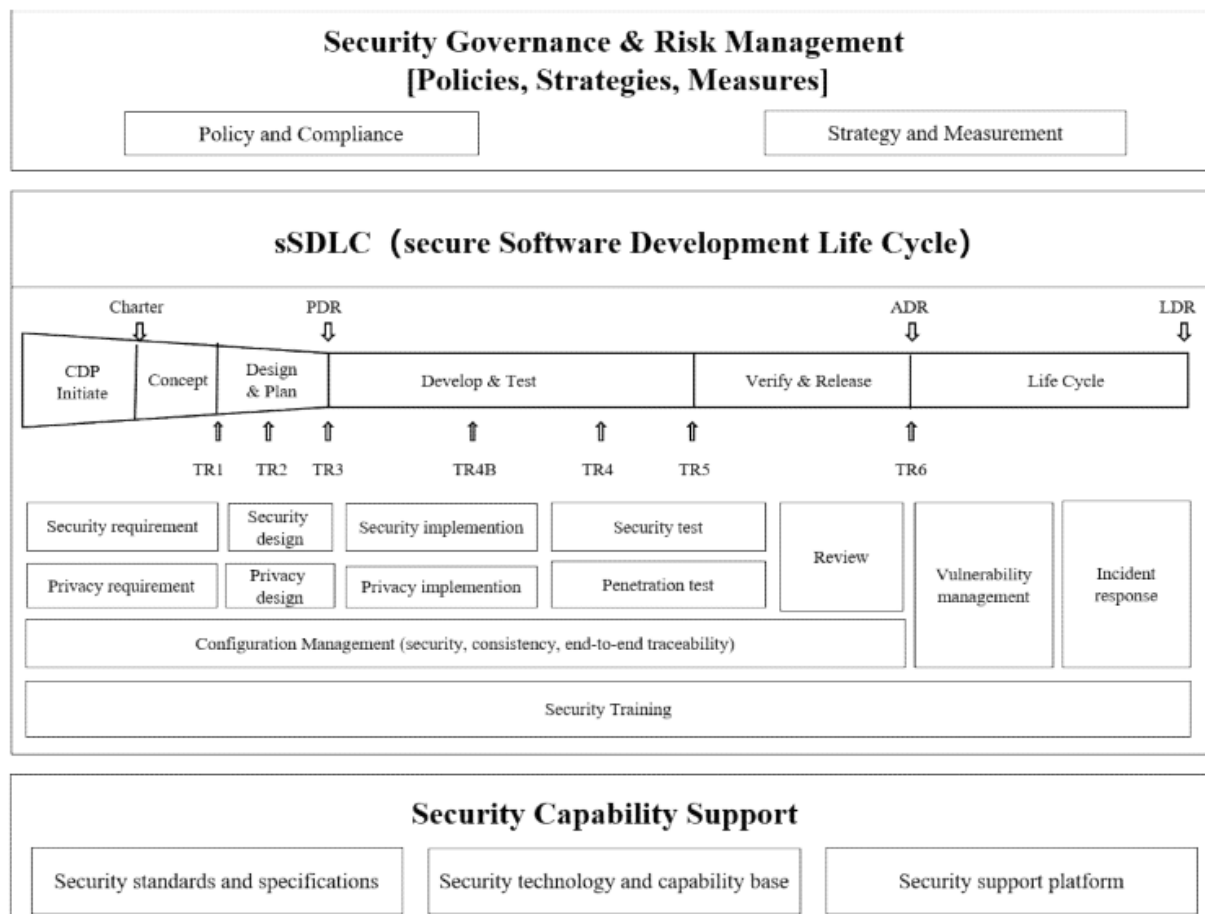 Security Governance & Risk Management
[Policies, Strategies, Measures]
Policy and Compliance
Strategy and Measurement
sSDLC（secure Software Development Life Cycle）
Charter
PDR
ADR
LDR
CDP
Initiate
Concept
Design
& Plan
Develop & Test
Verify & Release
Life Cycle
TR1
TR2
TR3
TR4B
TR4
TR5
TR6
Security requirement
Security
design
Security implemention
Security test
Review
Vulnerability
management
Incident
response
Privacy requirement
Privacy
design
Privacy implemention
Penetration test
Configuration Management (security, consistency, end-to-end traceability)
Security Training
Security Capability Support
Security standards and specifications
Security technology and capability base
Security support platform